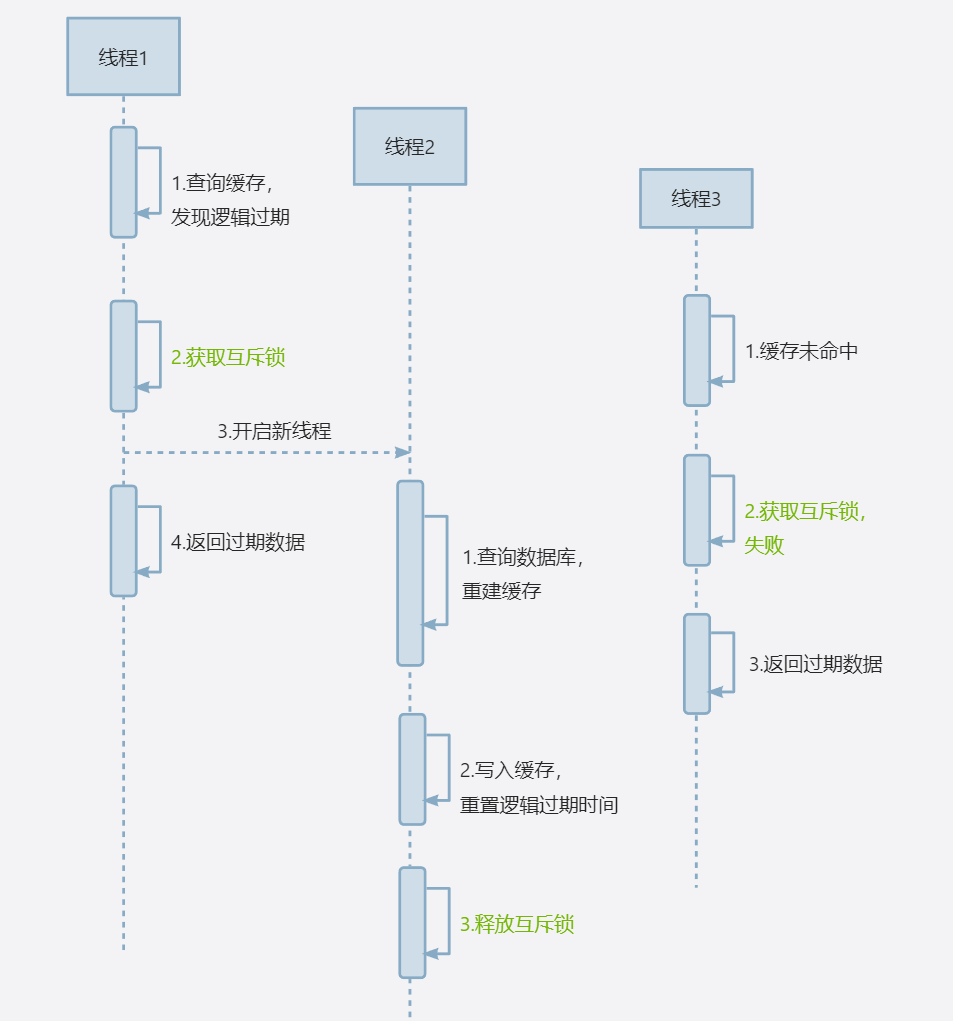 线程1
1.查询缓存，
发现逻辑过期
2.获取互斥锁
3.开启新线程
4.返回过期数据
线程2
1.查询数据库，
重建缓存
2.写入缓存，
重置逻辑过期时间
3.释放互斥锁
线程3
1.缓存未命中
2.获取互斥锁，
失败
3.返回过期数据